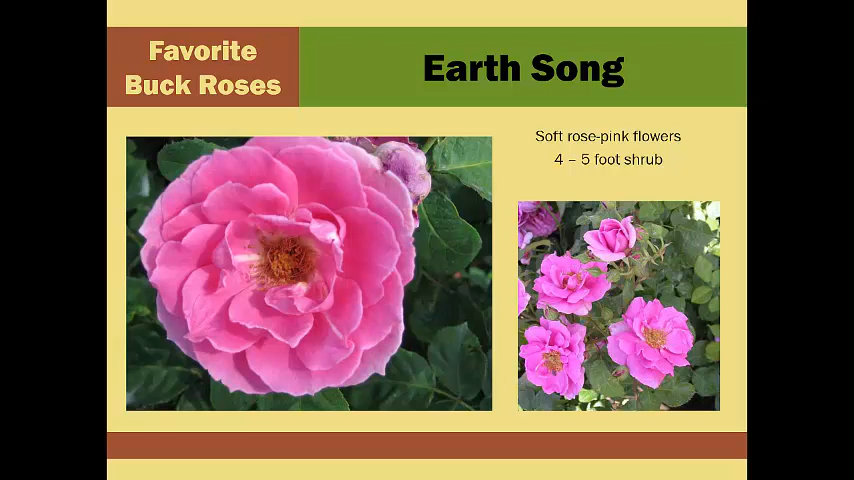 Favorite
Buck Roses
Earth Song
Soft rose-pink flowers
4 – 5 foot shrub